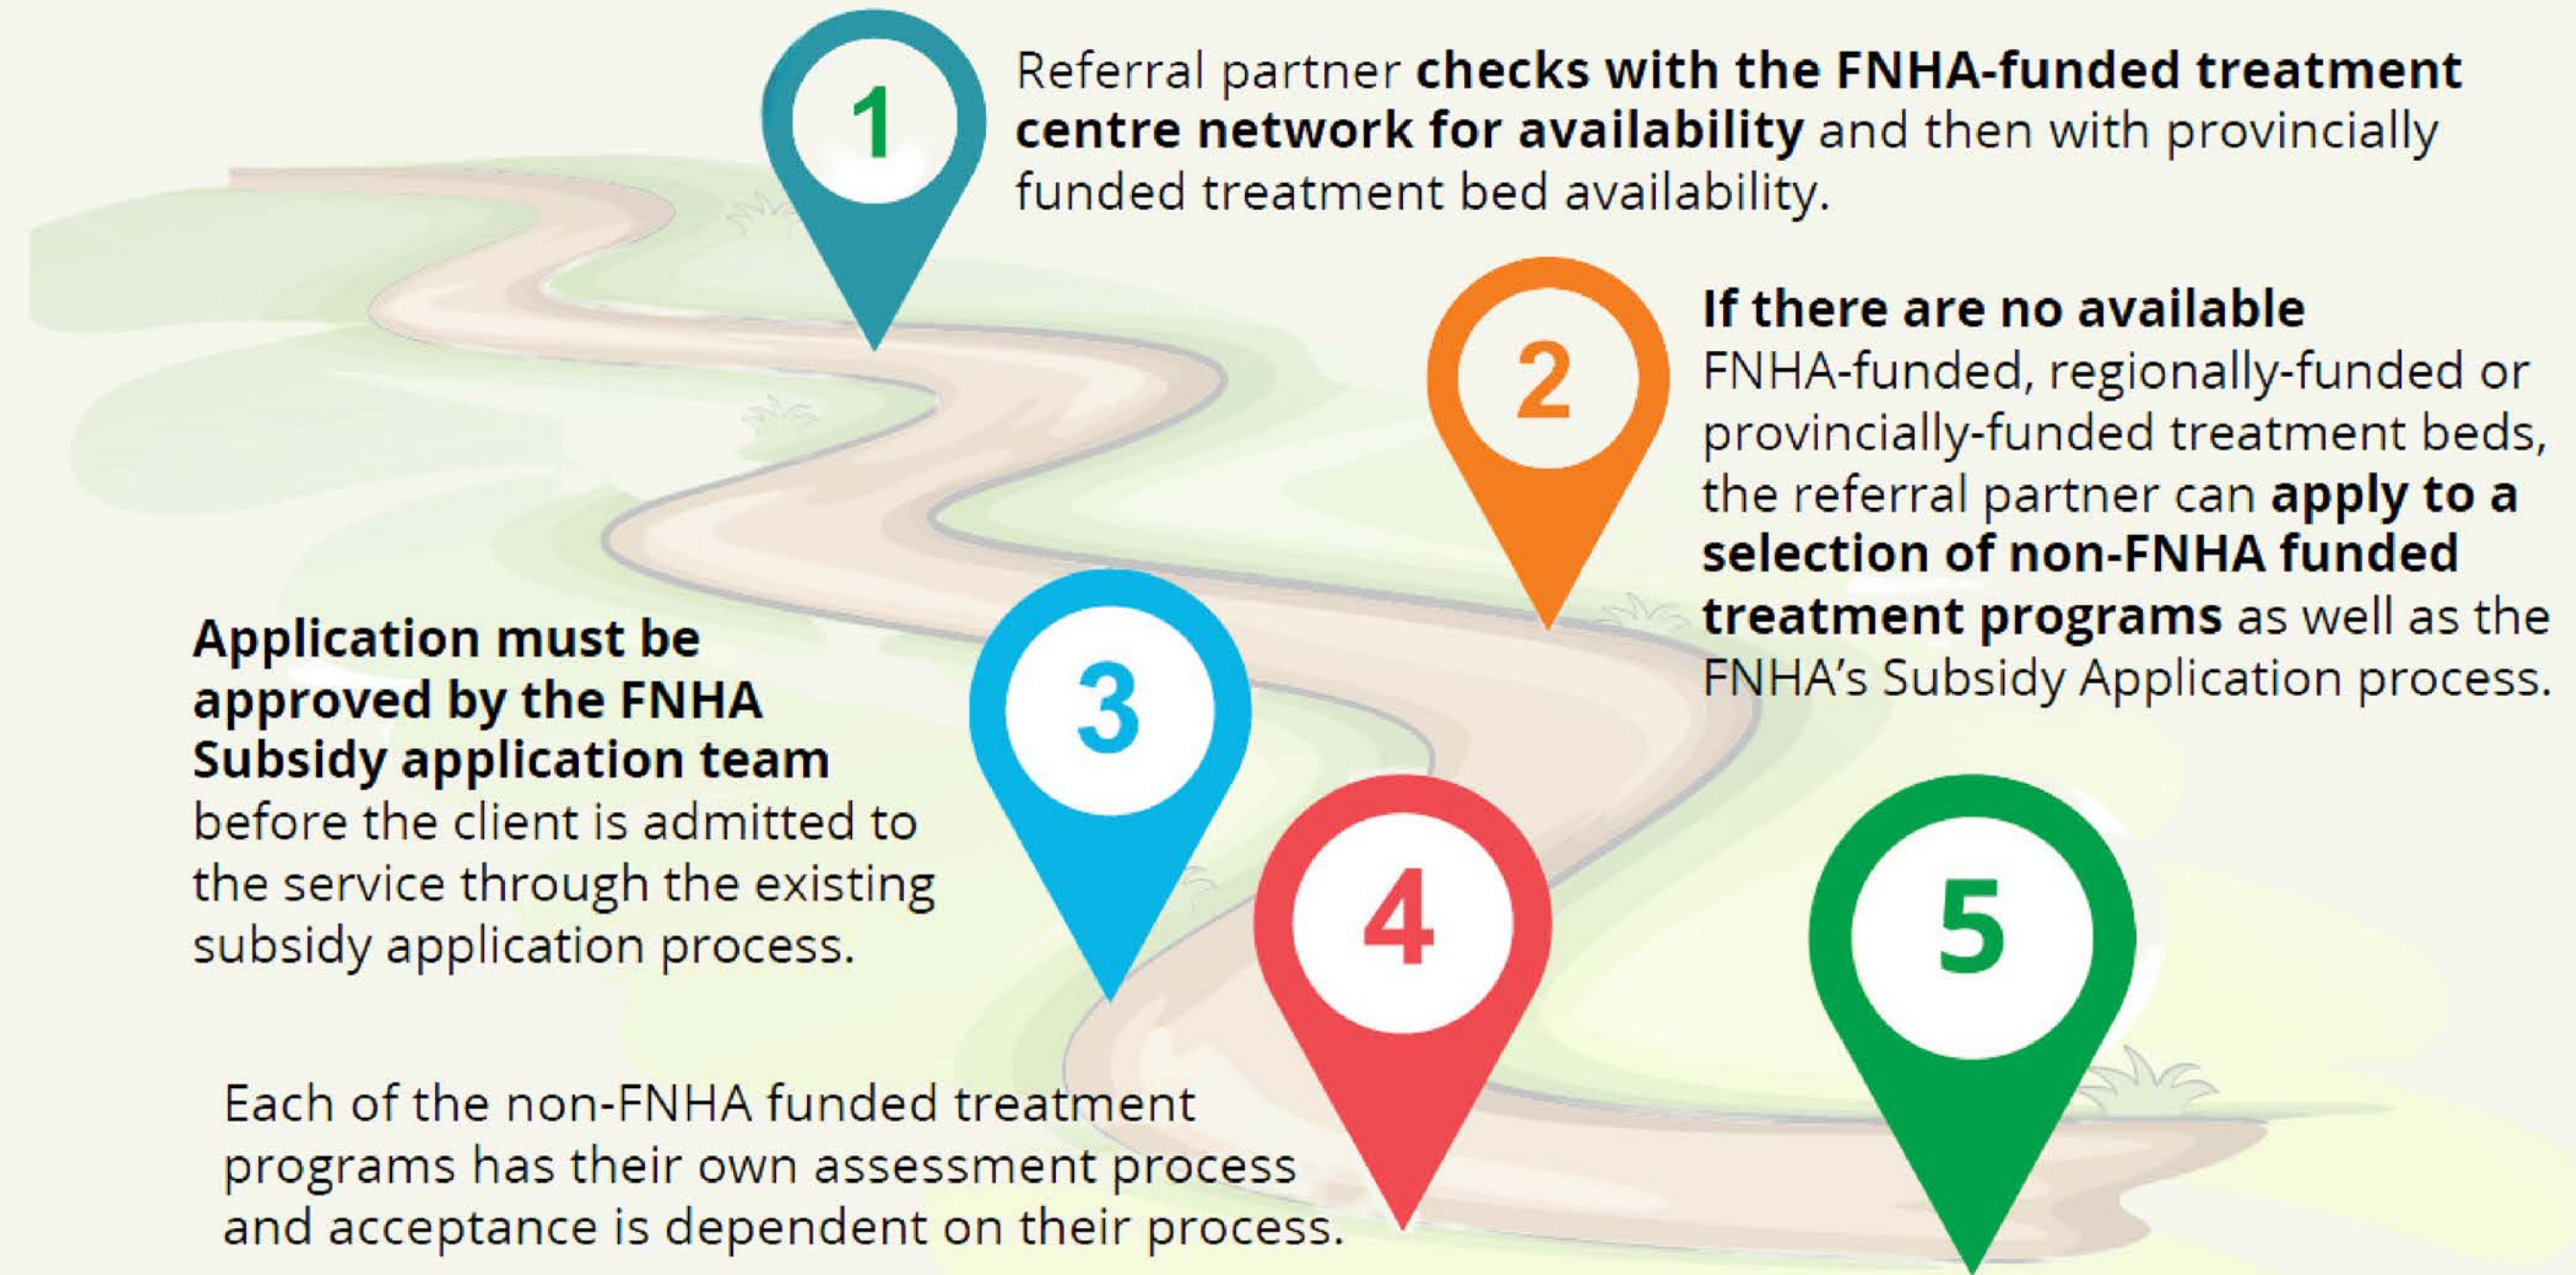 1
Referral partner checks with the FNHA-funded treatment
centre network for availability and then with provincially
funded treatment bed availability.
2
If there are no available
FNHA-funded, regionally-funded or
provincially-funded treatment beds,
the referral partner can apply to a
selection of non-FNHA funded
treatment programs as well as the
FNHA's Subsidy Application process.
3
Application must be
approved by the FNHA
Subsidy application team
before the client is admitted to
the service through the existing
subsidy application process.
4
Each of the non-FNHA funded treatment
programs has their own assessment process
and acceptance is dependent on their process.
5